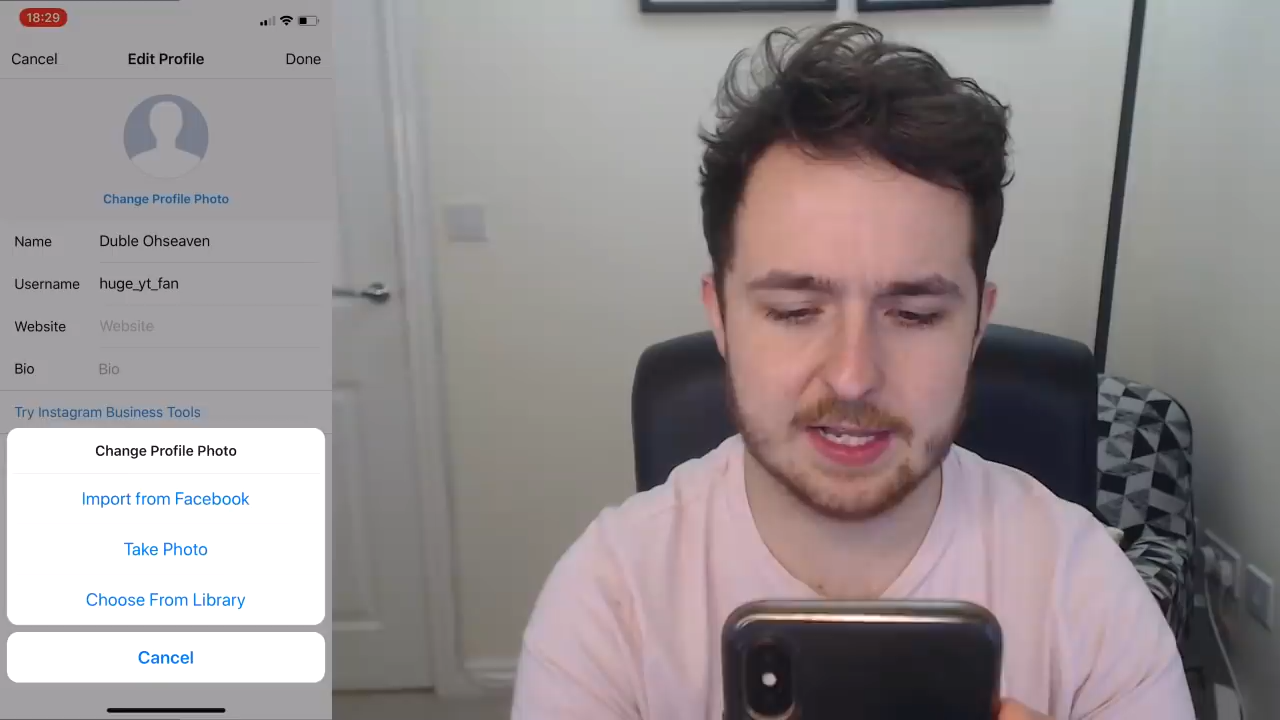 18:29
Cancel Edit Profile Done
Change Profile Photo
Name Duble Ohseaven
Username huge_yt_fan
Website Website
Bio Bio
Try Instagram Business Tools
Change Profile Photo
Import from Facebook
Take Photo
Choose From Library
Cancel